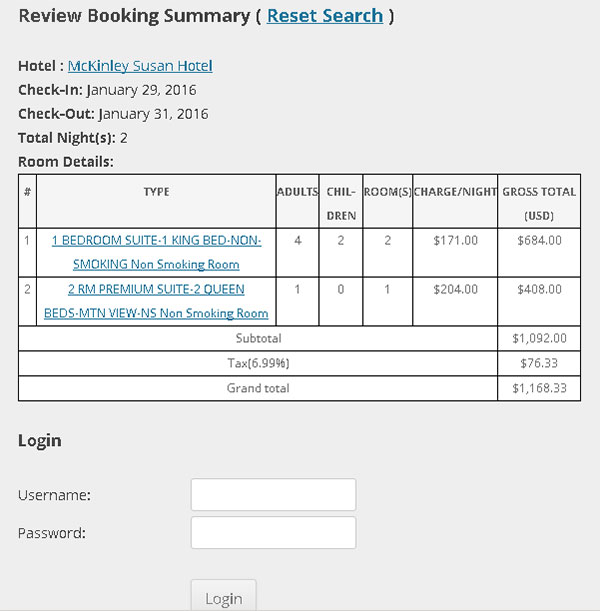 Review Booking Summary ( Reset Search )
Hotel : McKinley Susan Hotel
Check-In: January 29, 2016
Check-Out: January 31, 2016
Total Night(s): 2
Room Details:
# TYPE ADULTS CHIL- ROOM(S) CHARGE/NIGHT GROSS TOTAL
DREN (USD)
1 1 BEDROOM SUITE-1 KING BED-NON- 4 2 2 $171.00 $684.00
SMOKING Non Smoking Room
2 2 RM PREMIUM SUITE-2 QUEEN 1 0 1 $204.00 $408.00
BEDS-MTN VIEW-NS Non Smoking Room
Subtotal $1,092.00
Tax(6.99%) $76.33
Grand total $1,168.33
Login
Username:
Password:
Login